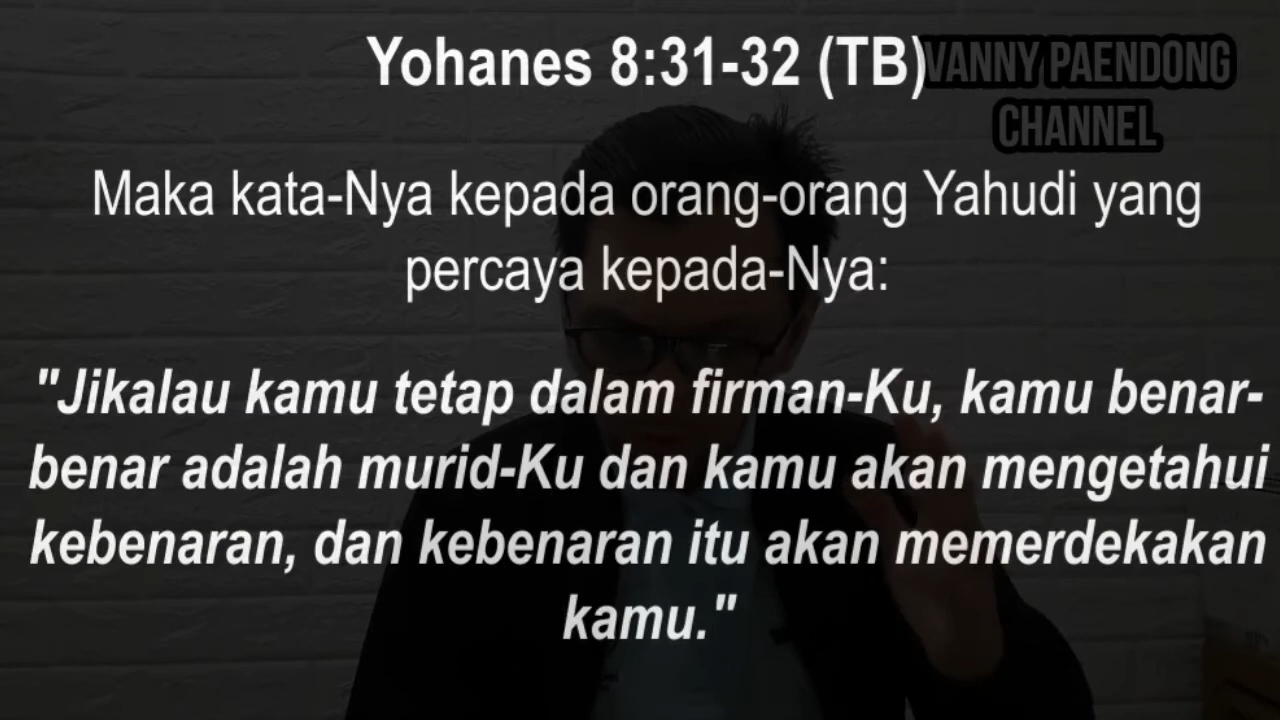 Yohanes 8:31-32 (TB)
VANNY PAENDONG
CHANNEL
Maka kata-Nya kepada orang-orang Yahudi yang
percaya kepada-Nya:
"Jikalau kamu tetap dalam firman-Ku, kamu benar-
benar adalah murid-Ku dan kamu akan mengetahui
kebenaran, dan kebenaran itu akan memerdekakan
kamu."